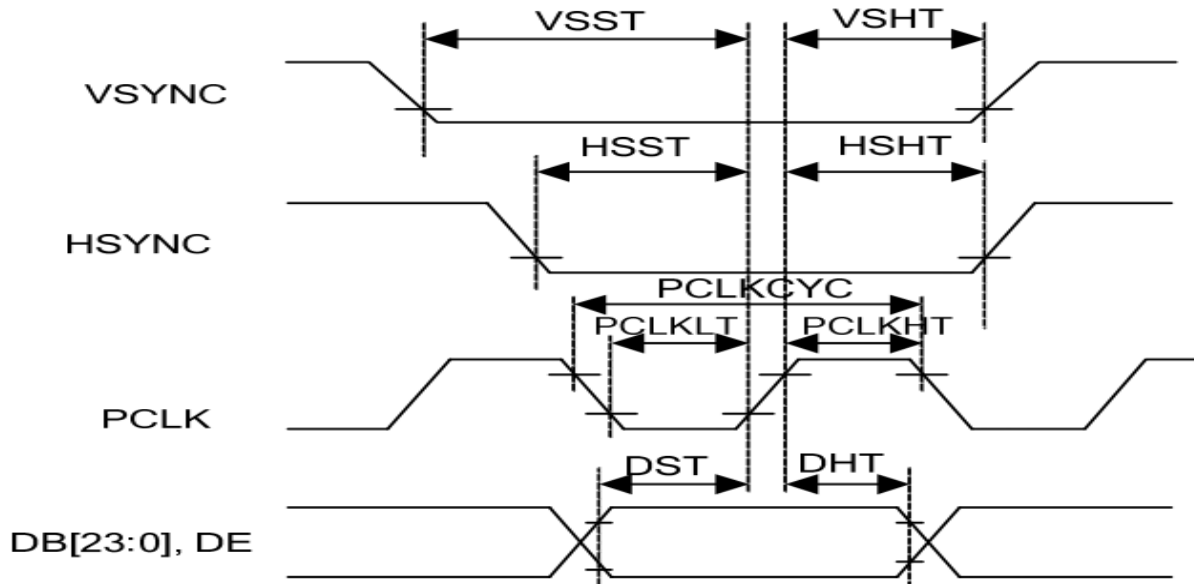 VSST VSHT
VSYNC
HSST HSHT
HSYNC
PCLKCYC
PCLKLT PCLKHT
PCLK
DST DHT
DB[23:0], DE